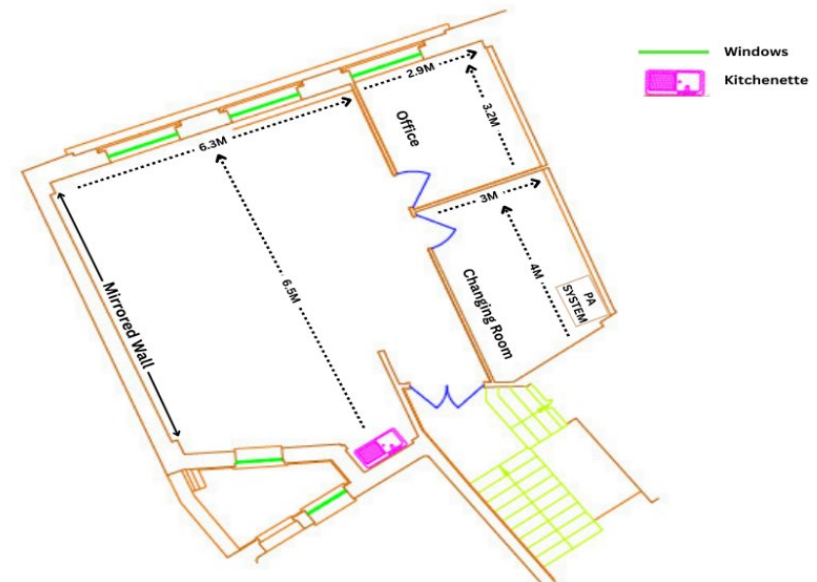 Windows
Kitchenette
2.9M
6.3M
Office
3.2M
3M
Mirrored Wall
6.5M
Changing Room
4M
PA
SYSTEM